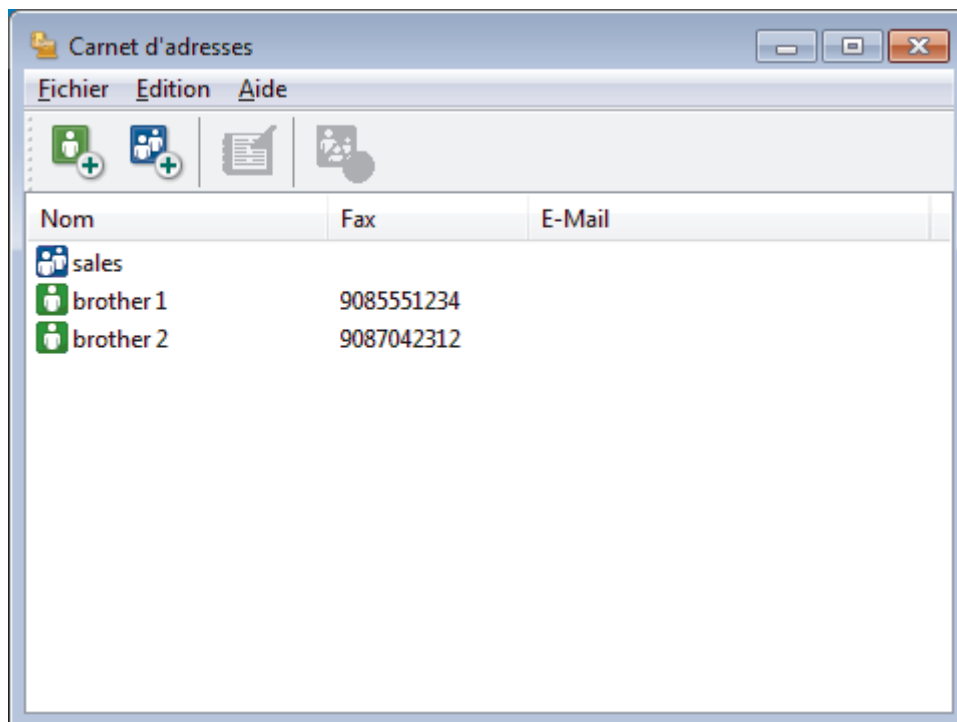 Carnet d'adresses
Fichier Edition Aide
Nom Fax E-Mail
sales
brother 1 9085551234
brother 2 9087042312